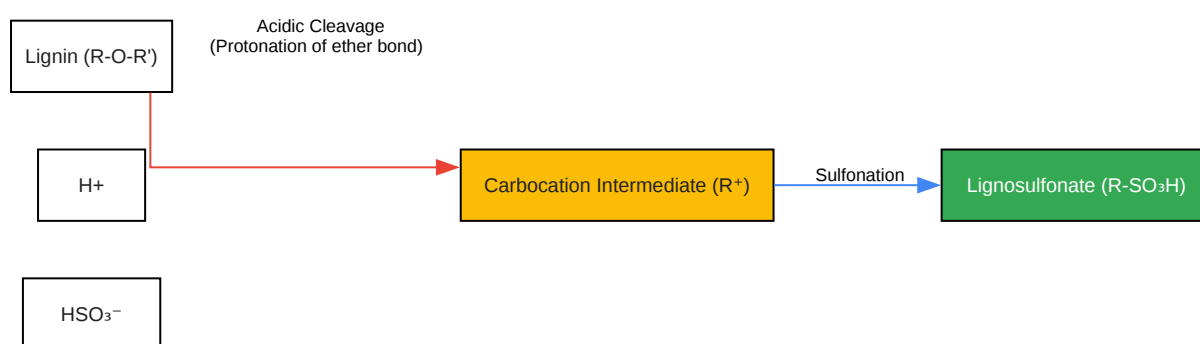 Acidic Cleavage
(Protonation of ether bond)
Lignin (R-O-R')
H+
Carbocation Intermediate (R⁺)
Sulfonation
Lignosulfonate (R-SO₃H)
HSO₃⁻